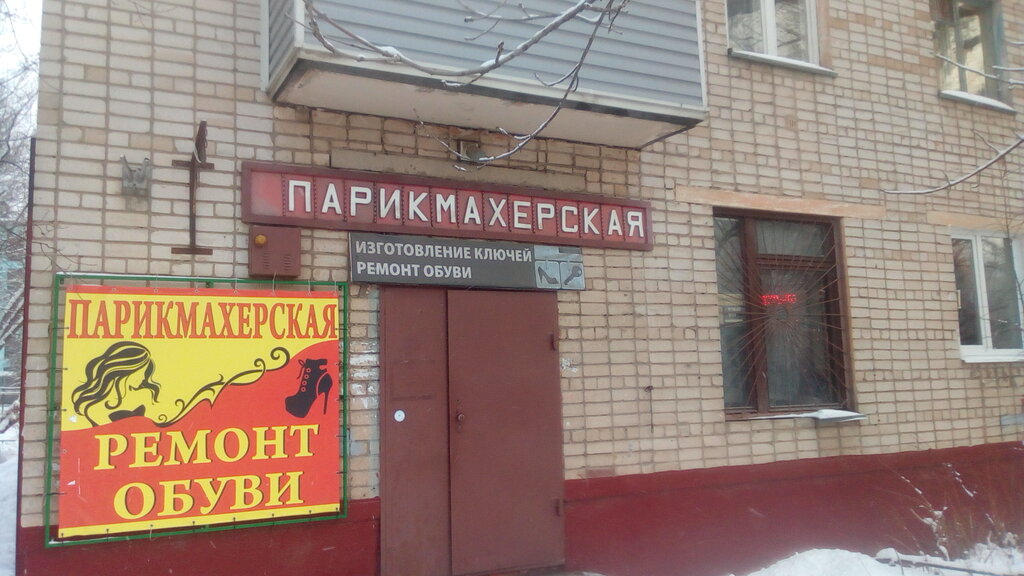 ПАРИКМАХЕРСКАЯ
ИЗГОТОВЛЕНИЕ КЛЮЧЕЙ
РЕМОНТ ОБУВИ
ПАРИКМАХЕРСКАЯ
РЕМОНТ
ОБУВИ